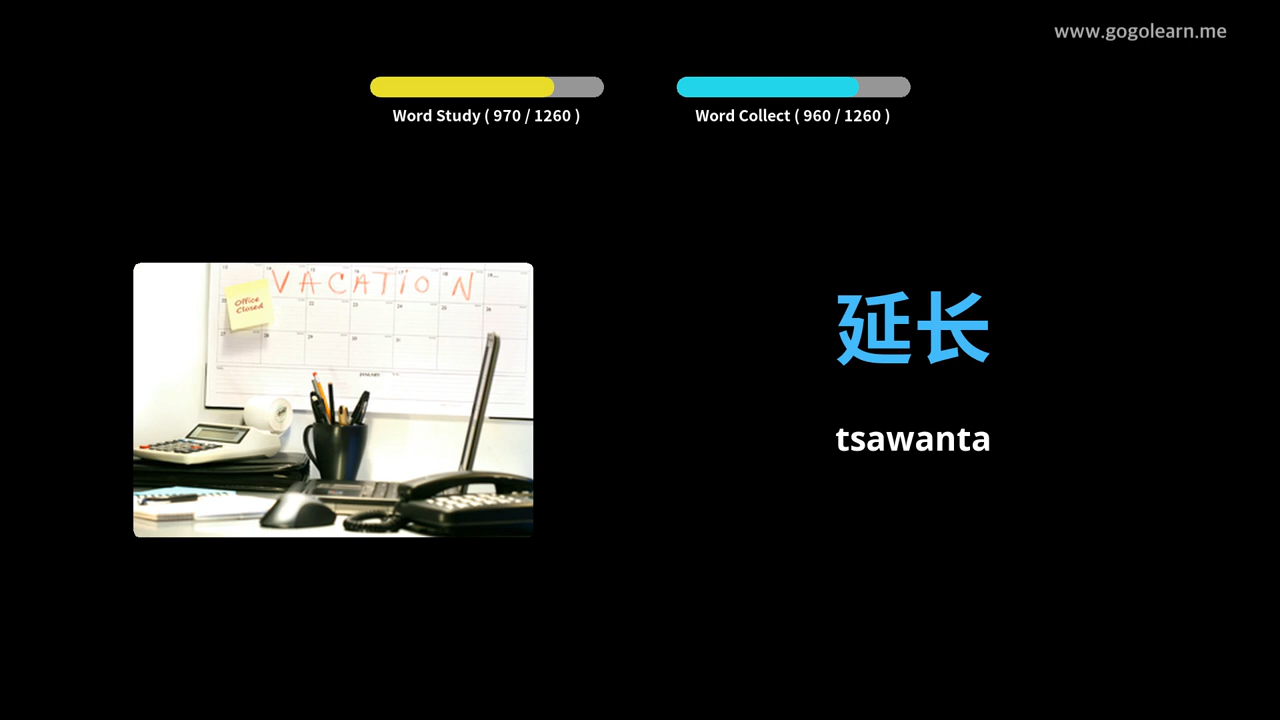 www.gogolearn.me
Word Study ( 970 / 1260 )
Word Collect ( 960 / 1260 )
VACATION
Office
Closed
延长
tsawanta